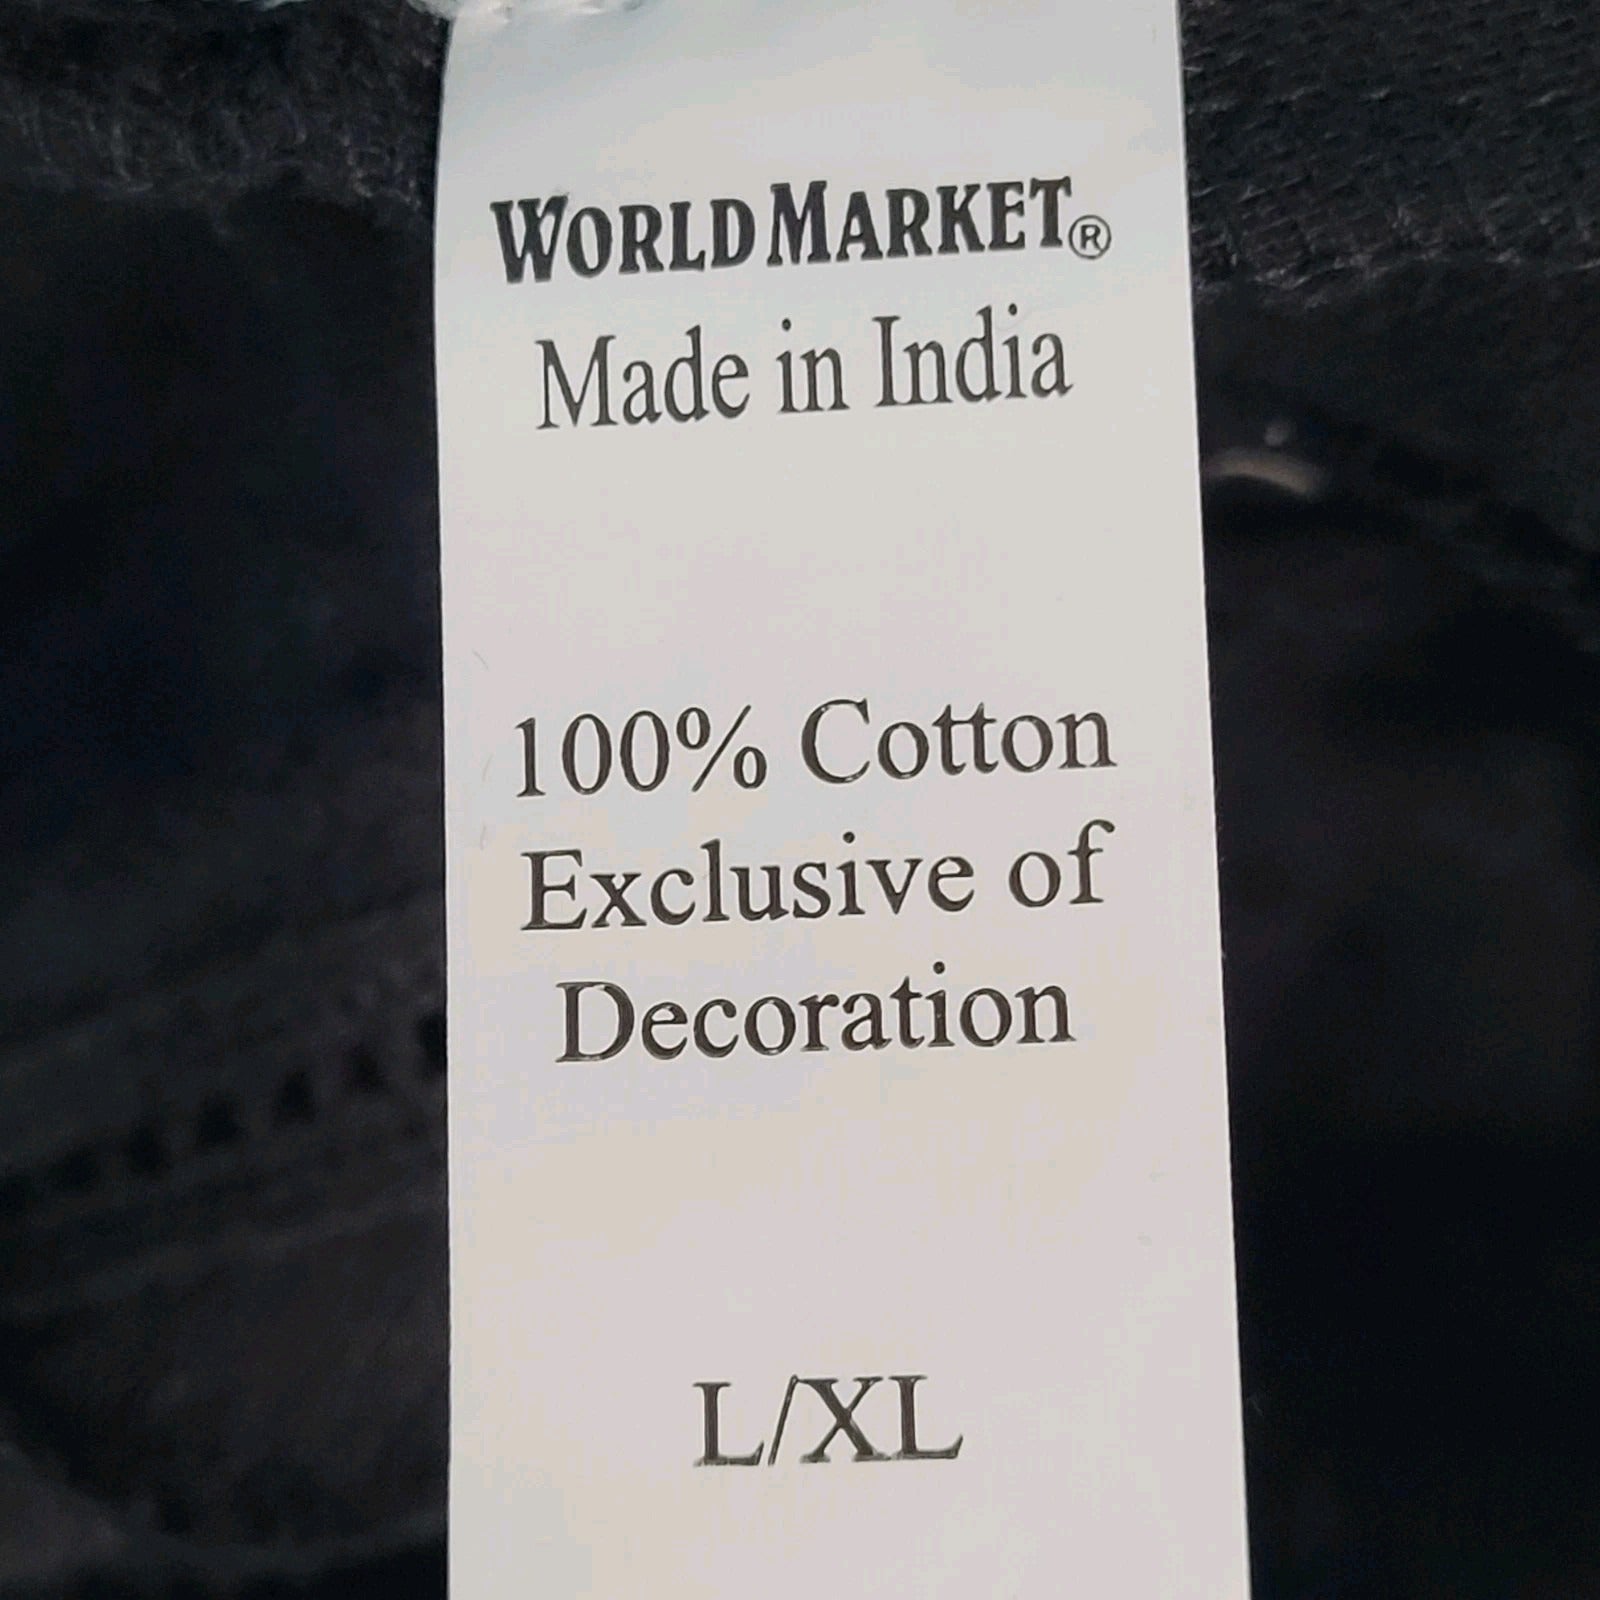 WORLD MARKET®
Made in India
100% Cotton
Exclusive of
Decoration
L/XL